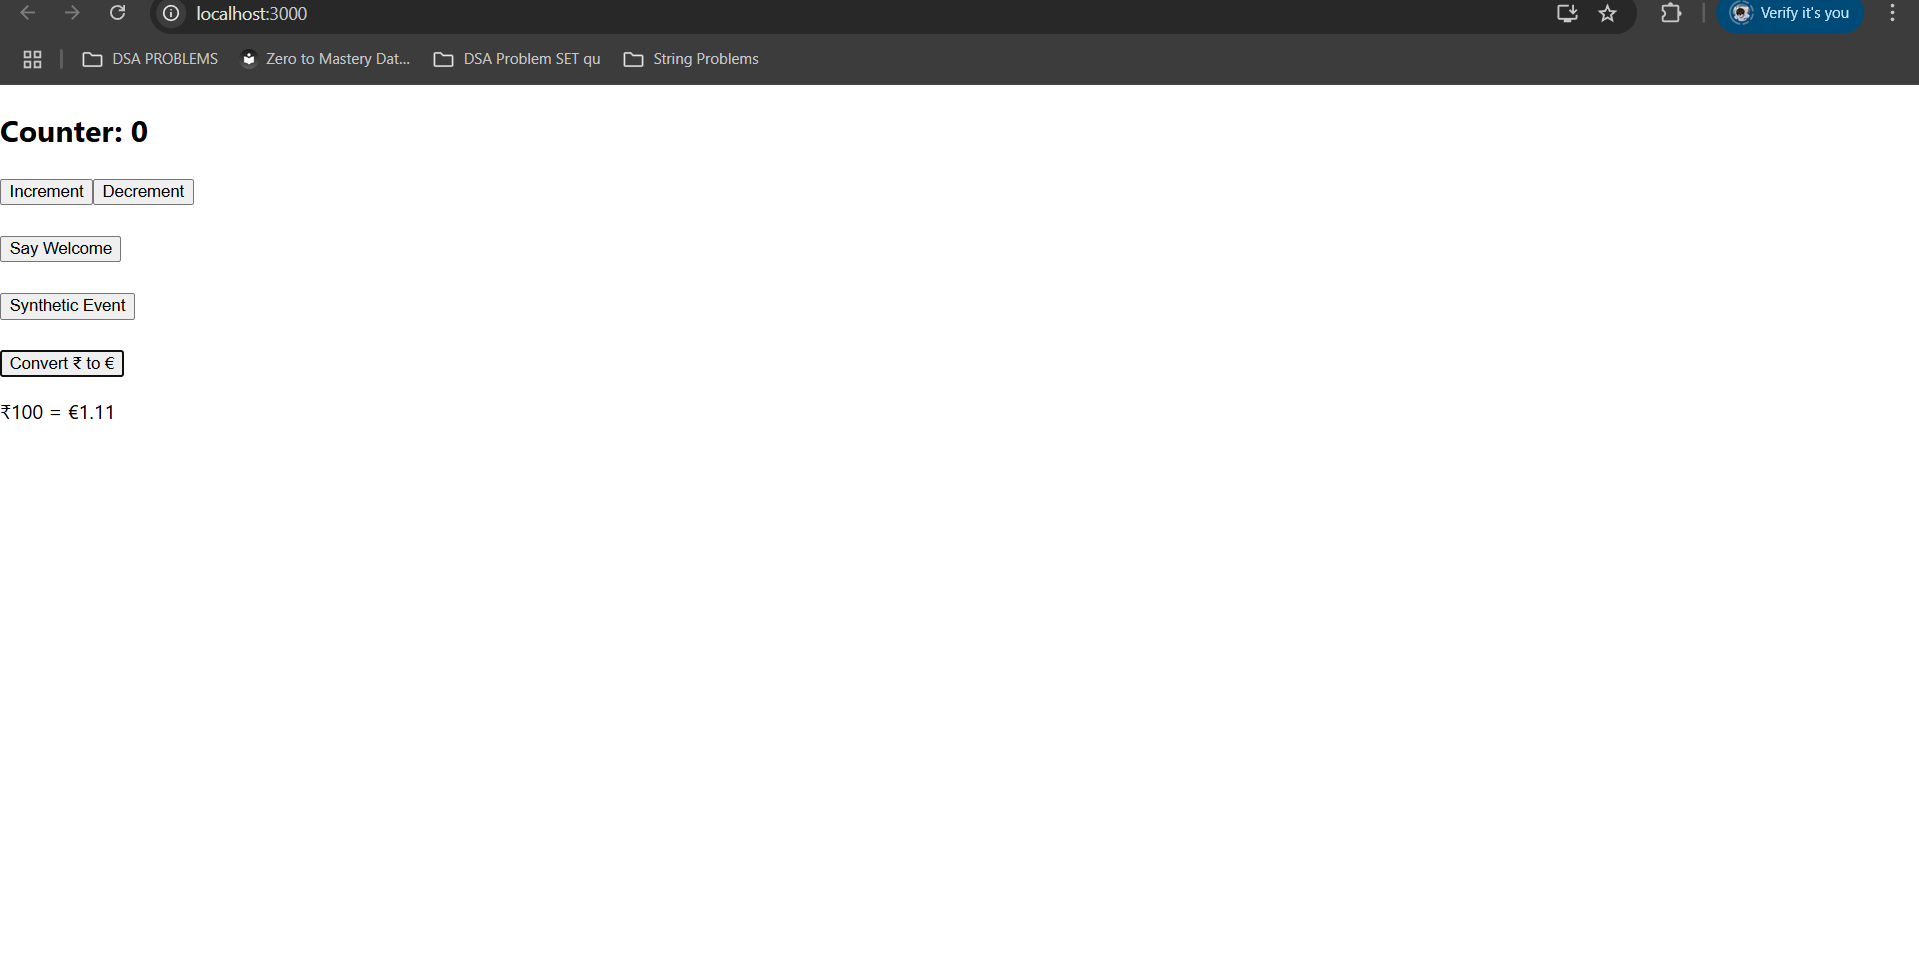 localhost:3000
Verify it's you
DSA PROBLEMS
Zero to Mastery Dat...
DSA Problem SET qu
String Problems
Counter: 0
Increment
Decrement
Say Welcome
Synthetic Event
Convert ₹ to €
₹100 = €1.11